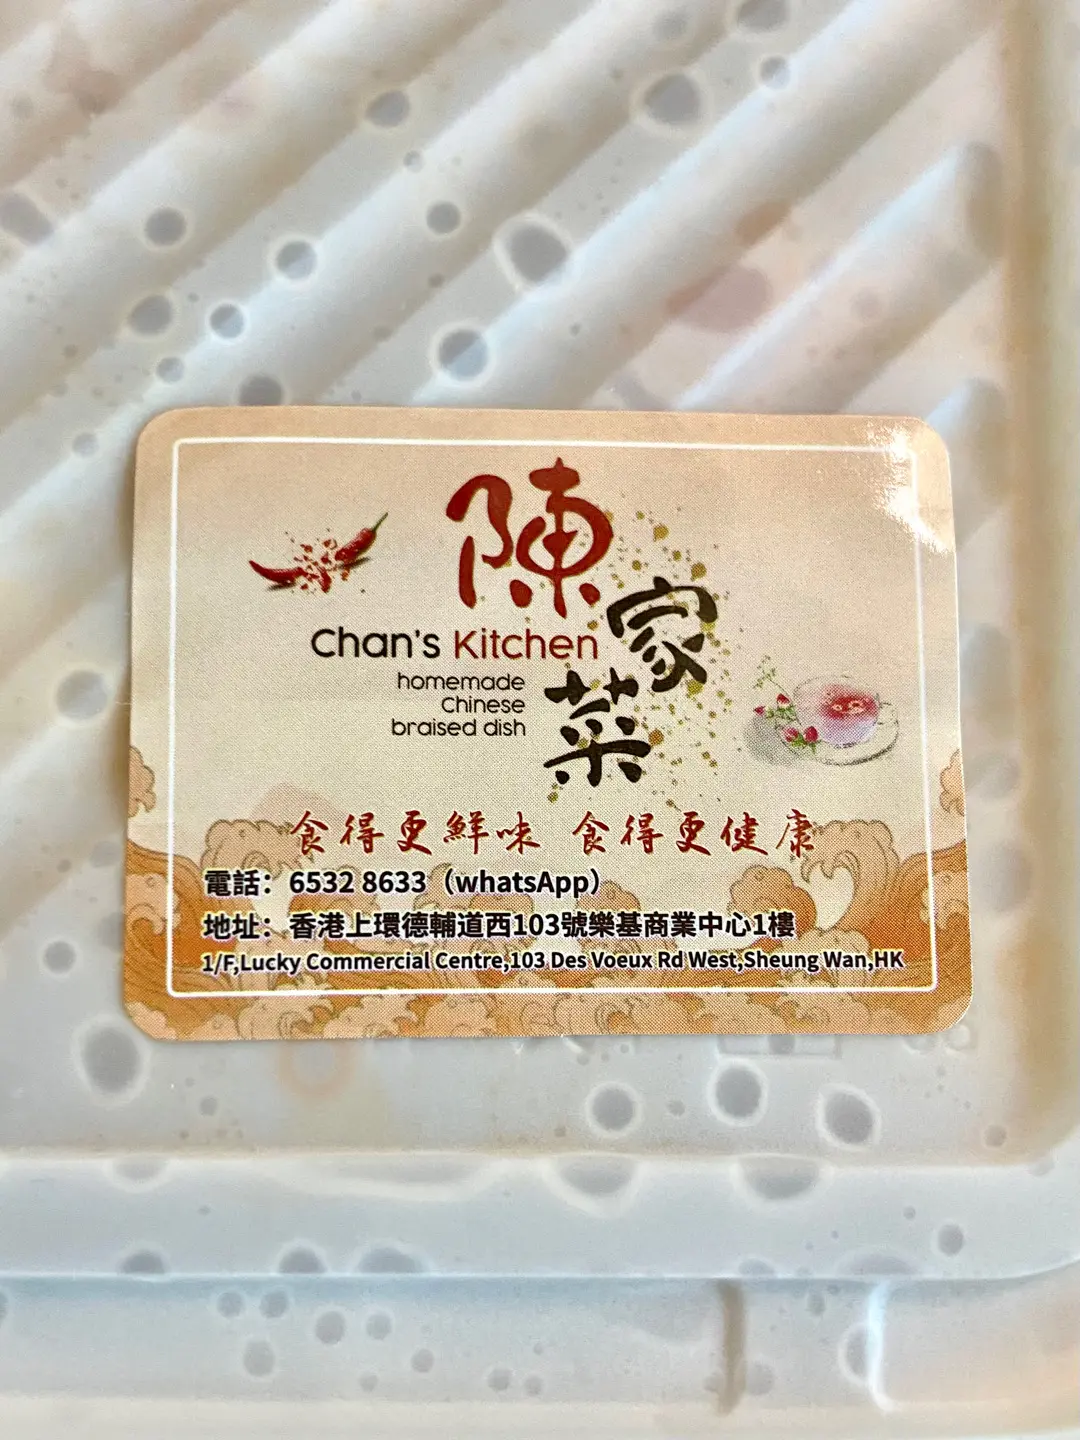 陳家菜
Chan's Kitchen
homemade
Chinese
braised dish
食得更鮮味 食得更健康
電話：6532 8633（whatsApp）
地址：香港上環德輔道西103號樂基商業中心1樓
1/F,Lucky Commercial Centre,103 Des Voeux Rd West,Sheung Wan,HK